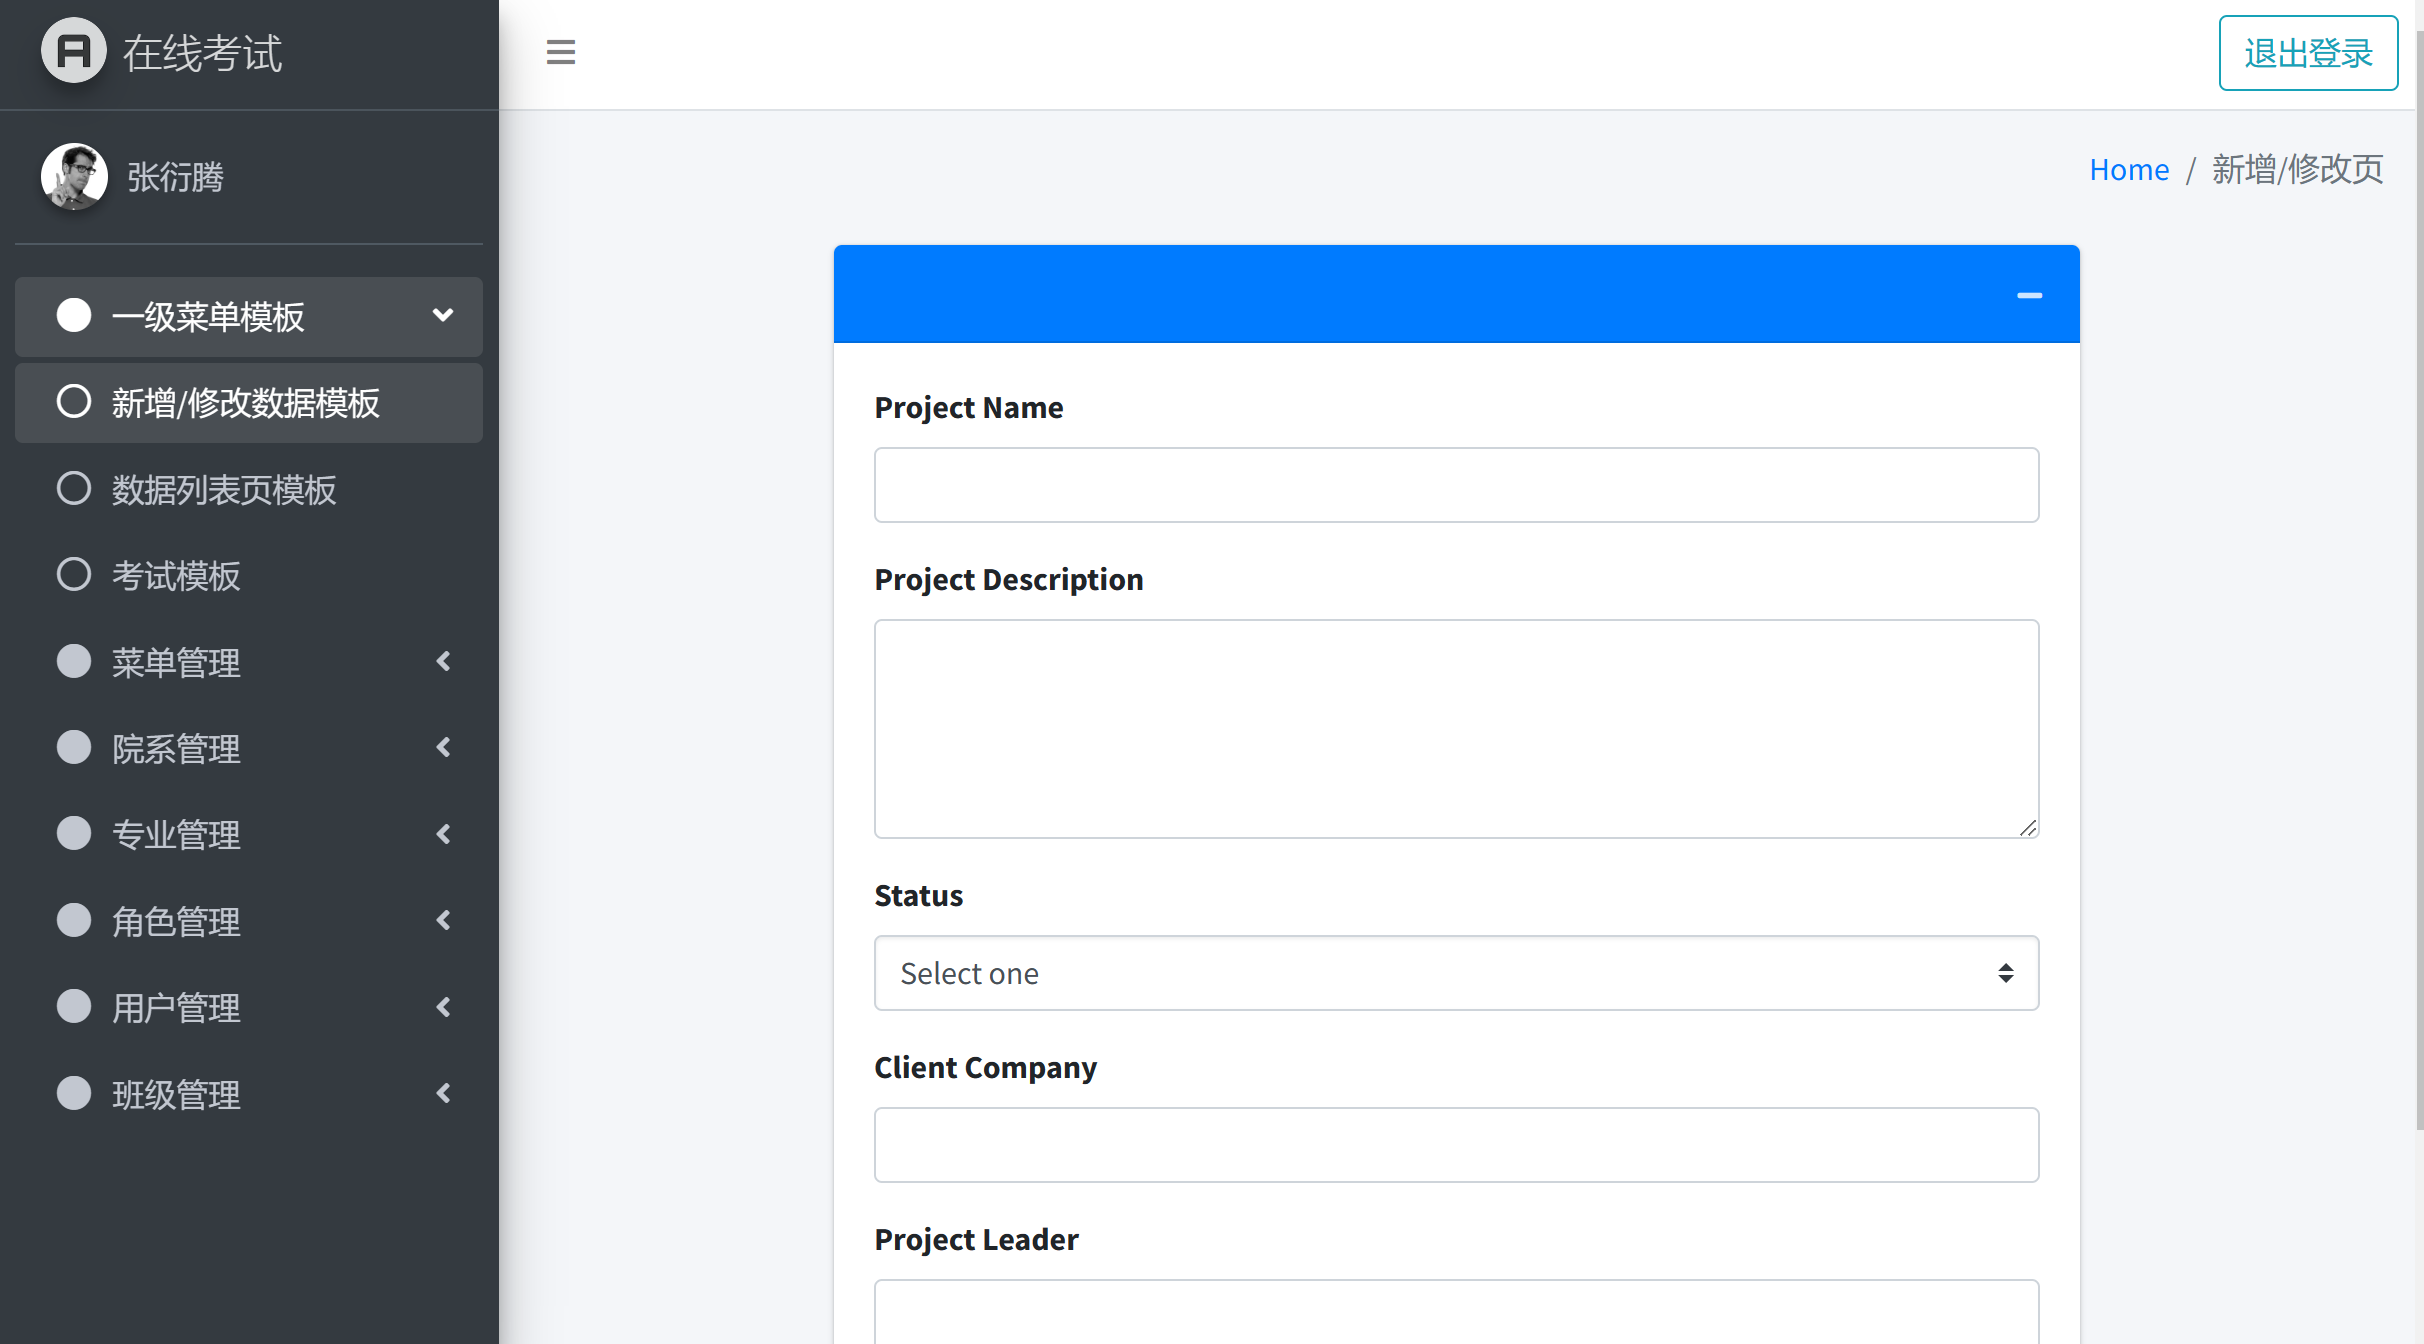 在线考试
退出登录
张衍腾
Home / 新增/修改页
一级菜单模板
新增/修改数据模板
数据列表页模板
考试模板
菜单管理
院系管理
专业管理
角色管理
用户管理
班级管理
Project Name
Project Description
Status
Select one
Client Company
Project Leader